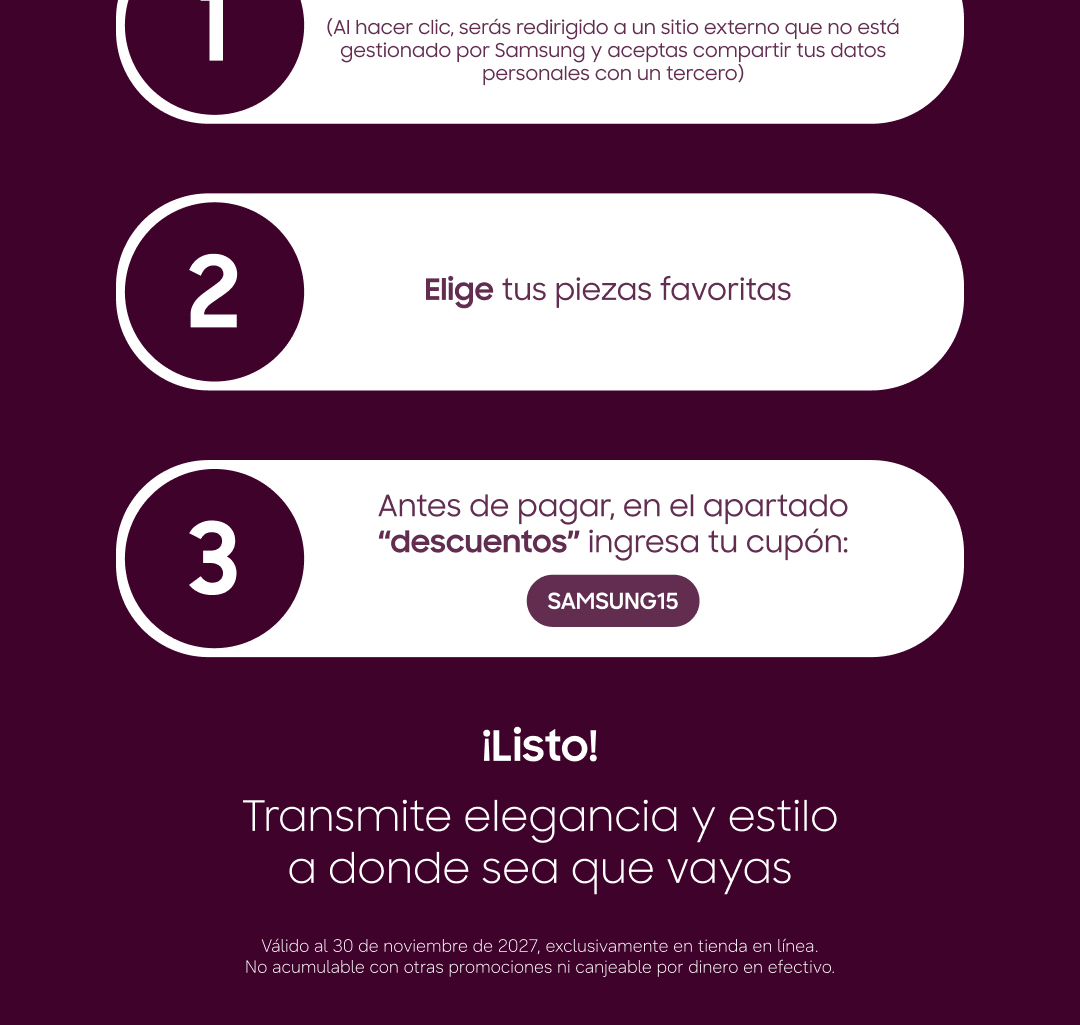 1
(Al hacer clic, serás redirigido a un sitio externo que no está
gestionado por Samsung y aceptas compartir tus datos
personales con un tercero)
2
Elige tus piezas favoritas
3
Antes de pagar, en el apartado
“descuentos” ingresa tu cupón:
SAMSUNG15
¡Listo!
Transmite elegancia y estilo
a donde sea que vayas
Válido al 30 de noviembre de 2027, exclusivamente en tienda en línea.
No acumulable con otras promociones ni canjeable por dinero en efectivo.